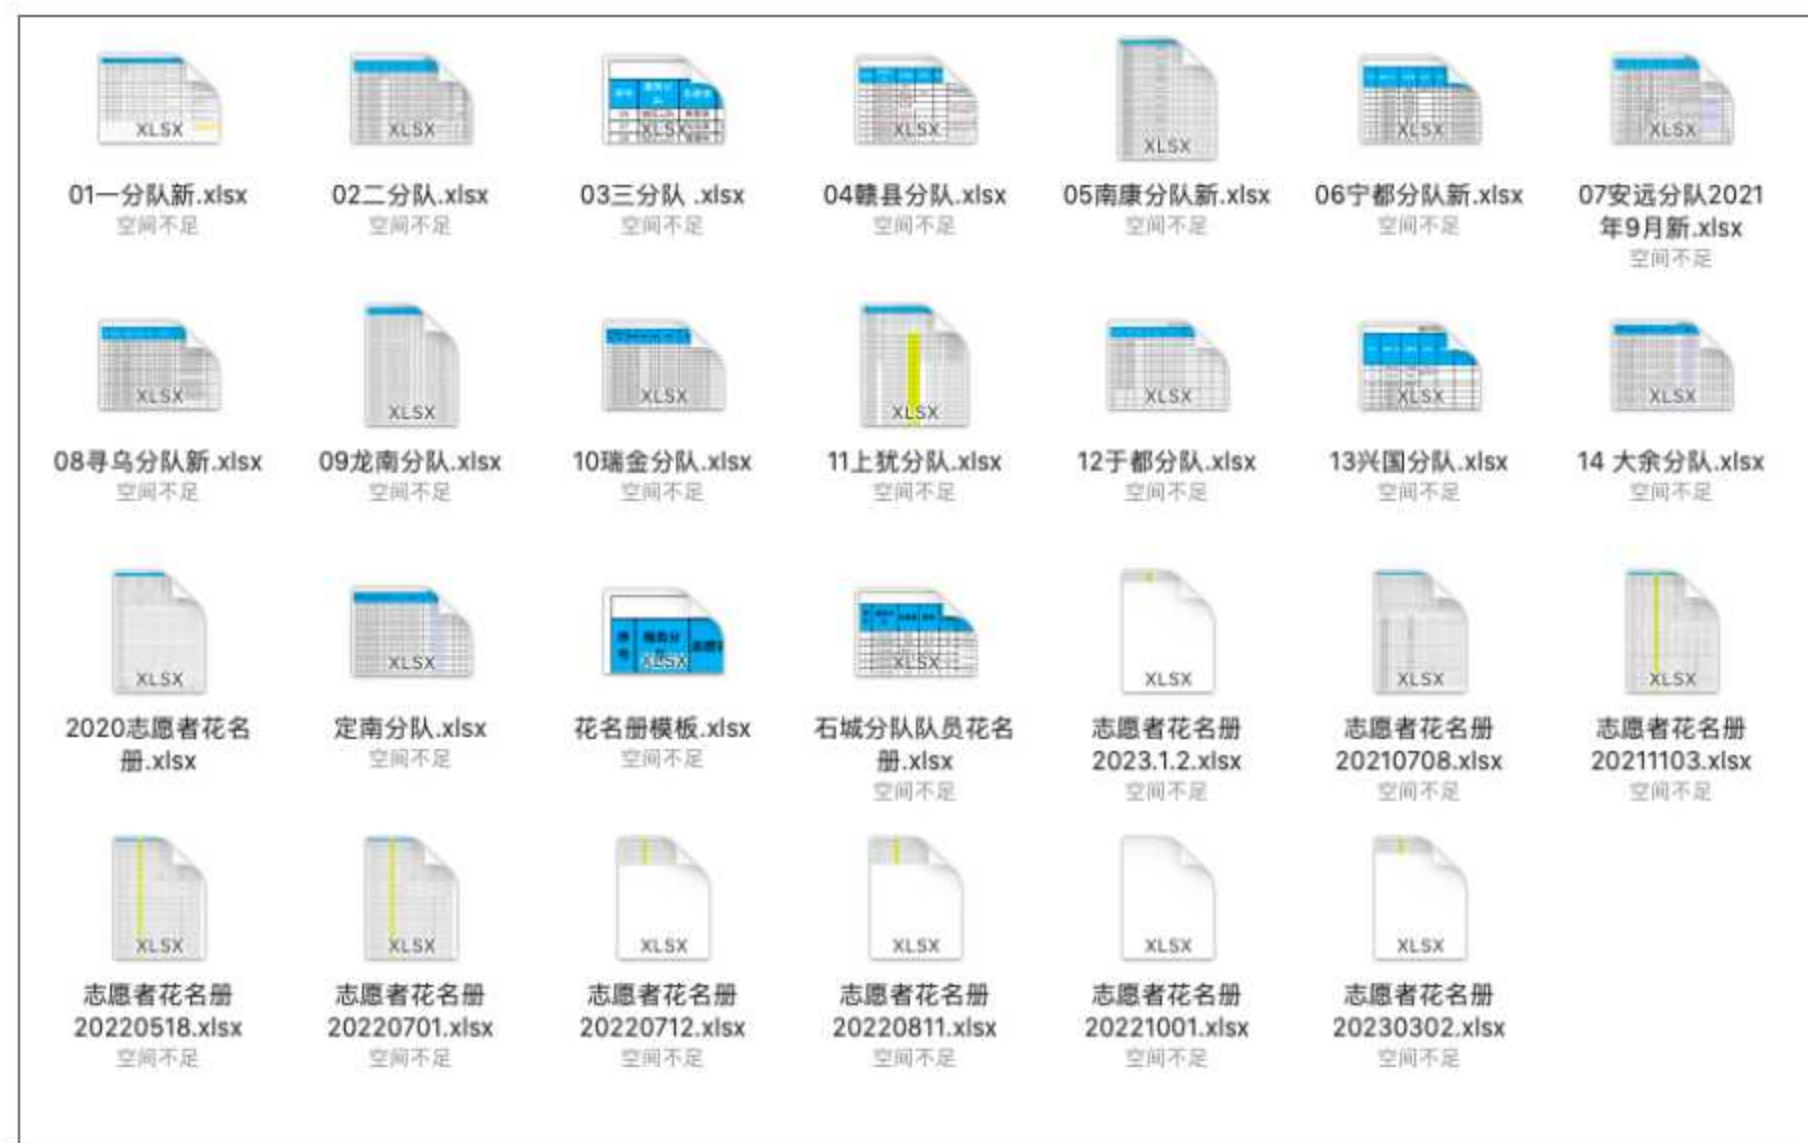 XLSX XLSX XLSX XLSX XLSX XLSX XLSX
01一分队新.xlsx 02二分队.xlsx 03三分队 .xlsx 04赣县分队.xlsx 05南康分队新.xlsx 06宁都分队新.xlsx 07安远分队2021
年9月新.xlsx
空间不足 空间不足 空间不足 空间不足 空间不足 空间不足 空间不足
XLSX XLSX XLSX XLSX XLSX XLSX XLSX
08寻乌分队新.xlsx 09龙南分队.xlsx 10瑞金分队.xlsx 11上犹分队.xlsx 12于都分队.xlsx 13兴国分队.xlsx 14 大余分队.xlsx
空间不足 空间不足 空间不足 空间不足 空间不足 空间不足 空间不足
XLSX XLSX XLSX XLSX XLSX XLSX XLSX
2020志愿者花名 定南分队.xlsx 花名册模板.xlsx 石城分队队员花名 志愿者花名册 志愿者花名册 志愿者花名册
册.xlsx 空间不足 空间不足 册.xlsx 2023.1.2.xlsx 20210708.xlsx 20211103.xlsx
空间不足 空间不足 空间不足 空间不足
XLSX XLSX XLSX XLSX XLSX XLSX
志愿者花名册 志愿者花名册 志愿者花名册 志愿者花名册 志愿者花名册 志愿者花名册
20220518.xlsx 20220701.xlsx 20220712.xlsx 20220811.xlsx 20221001.xlsx 20230302.xlsx
空间不足 空间不足 空间不足 空间不足 空间不足 空间不足